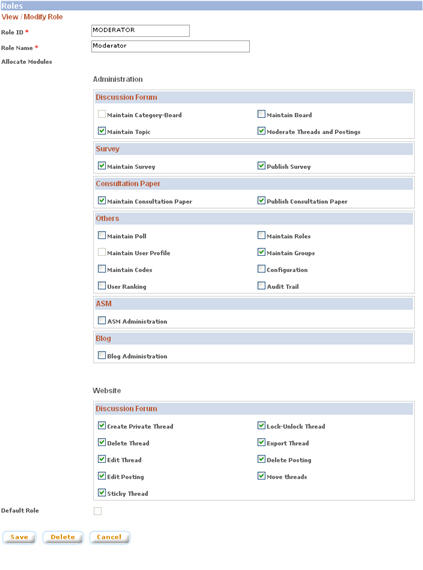 Roles
View / Modify Role
Role ID * MODERATOR
Role Name * Moderator
Allocate Modules
Administration
Discussion Forum
Maintain Category-Board Maintain Board
Maintain Topic Moderate Threads and Postings
Survey
Maintain Survey Publish Survey
Consultation Paper
Maintain Consultation Paper Publish Consultation Paper
Others
Maintain Poll Maintain Roles
Maintain User Profile Maintain Groups
Maintain Codes Configuration
User Ranking Audit Trail
ASM
ASM Administration
Blog
Blog Administration
Website
Discussion Forum
Create Private Thread Lock-Unlock Thread
Delete Thread Export Thread
Edit Thread Delete Posting
Edit Posting Move threads
Sticky Thread
Default Role
Save Delete Cancel